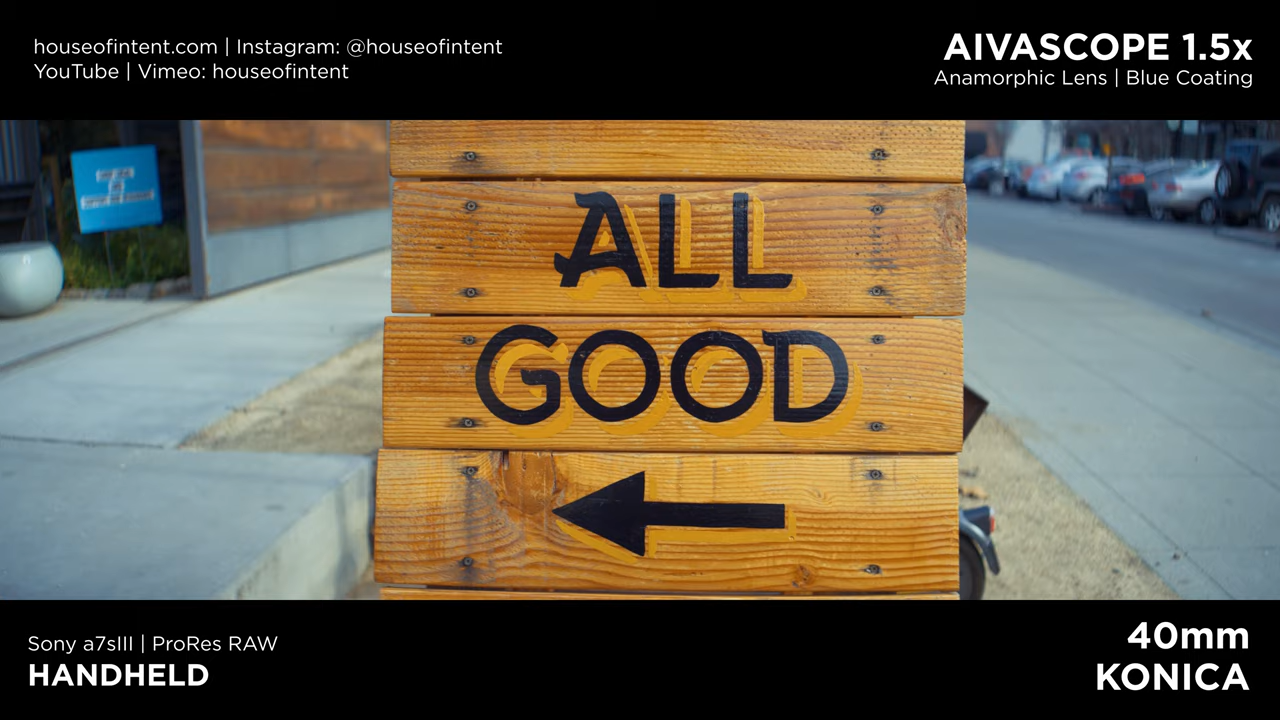 houseofintent.com | Instagram: @houseofintent
YouTube | Vimeo: houseofintent
AIVASCOPE 1.5x
Anamorphic Lens | Blue Coating
ALL
GOOD
Sony a7sIII | ProRes RAW
HANDHELD
40mm
KONICA